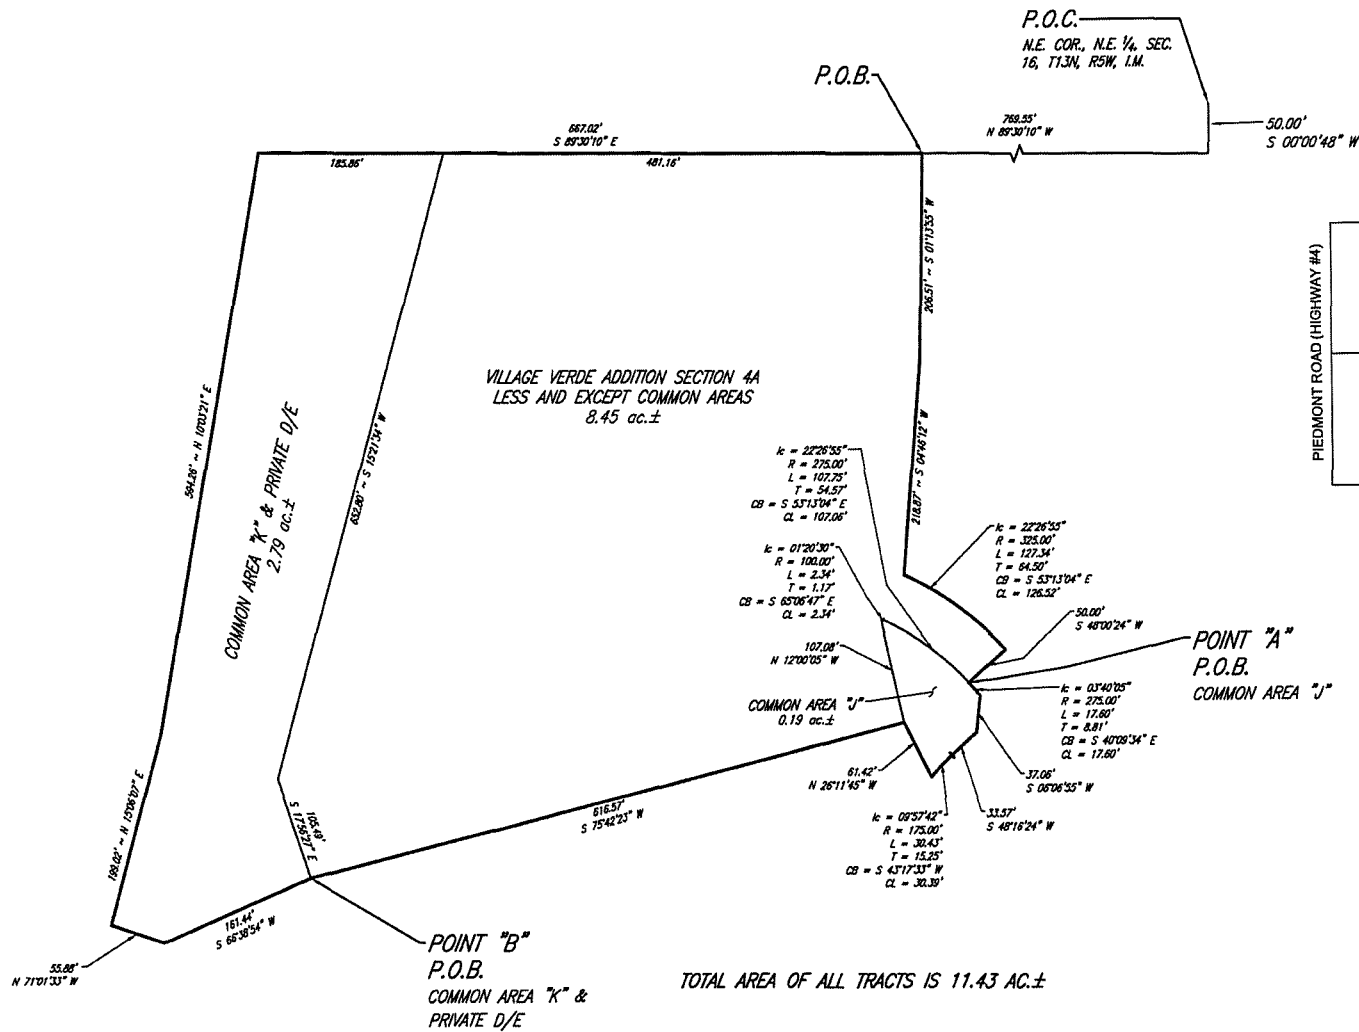 P.O.C.
N.E. COR., N.E. 1/4, SEC.
16, T13N, R5W, I.M.
P.O.B.
50.00'
S 00°00'48" W
769.55'
N 89°30'10" W
667.02'
S 89°30'10" E
185.86'
481.16'
206.51' ~ S 01°13'55" W
PIEDMONT ROAD (HIGHWAY #4)
VILLAGE VERDE ADDITION SECTION 4A
LESS AND EXCEPT COMMON AREAS
8.45 ac.±
594.26' ~ N 10°03'21" E
COMMON AREA "K" & PRIVATE D/E
2.79 ac.±
652.80' ~ S 15°21'34" W
218.87' ~ S 04°46'12" W
lc = 22°26'55"
R = 275.00'
L = 107.75'
T = 54.57'
CB = S 53°13'04" E
CL = 107.06'
lc = 22°26'55"
R = 325.00'
L = 127.34'
T = 64.50'
CB = S 53°13'04" E
CL = 126.52'
lc = 01°20'30"
R = 100.00'
L = 2.34'
T = 1.17'
CB = S 65°06'47" E
CL = 2.34'
50.00'
S 48°00'24" W
POINT "A"
P.O.B.
COMMON AREA "J"
107.08'
N 12°00'05" W
COMMON AREA "J"
0.19 ac.±
lc = 03°40'05"
R = 275.00'
L = 17.60'
T = 8.81'
CB = S 40°09'34" E
CL = 17.60'
37.06'
S 06°06'55" W
33.57'
S 48°16'24" W
61.42'
N 26°11'45" W
lc = 09°57'42"
R = 175.00'
L = 30.43'
T = 15.25'
CB = S 43°17'33" W
CL = 30.39'
616.57'
S 75°42'23" W
199.02' ~ N 15°06'07" E
105.49'
S 17°56'27" E
161.44'
S 66°38'54" W
55.88'
N 71°01'33" W
POINT "B"
P.O.B.
COMMON AREA "K" &
PRIVATE D/E
TOTAL AREA OF ALL TRACTS IS 11.43 AC.±